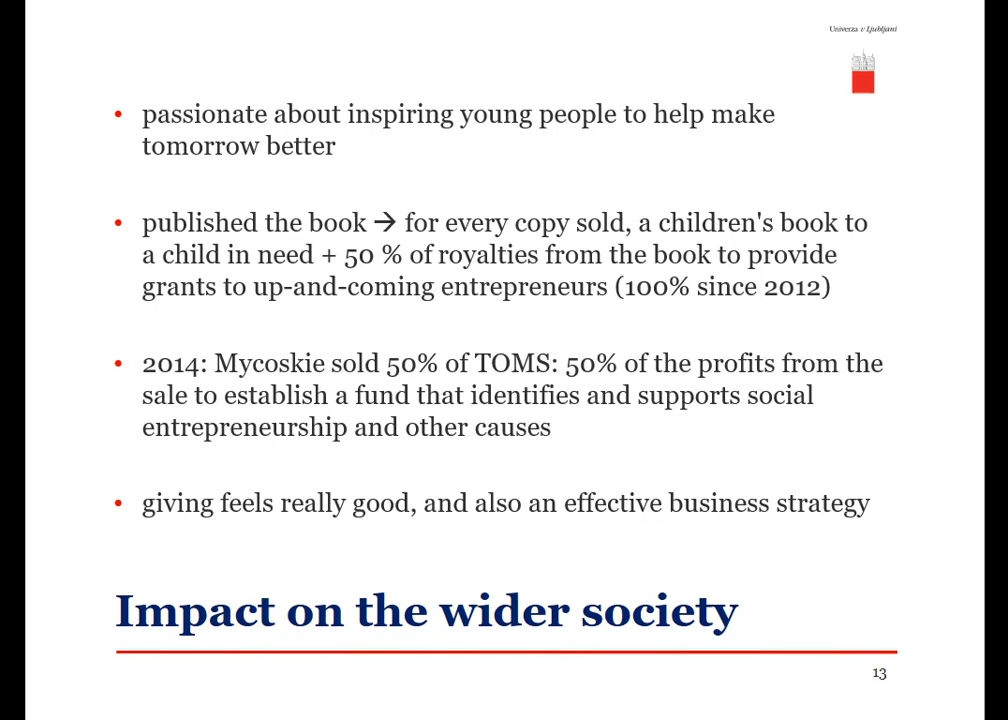 Univerza v Ljubljani
• passionate about inspiring young people to help make
tomorrow better
• published the book → for every copy sold, a children's book to
a child in need + 50 % of royalties from the book to provide
grants to up-and-coming entrepreneurs (100% since 2012)
• 2014: Mycoskie sold 50% of TOMS: 50% of the profits from the
sale to establish a fund that identifies and supports social
entrepreneurship and other causes
• giving feels really good, and also an effective business strategy
Impact on the wider society
13